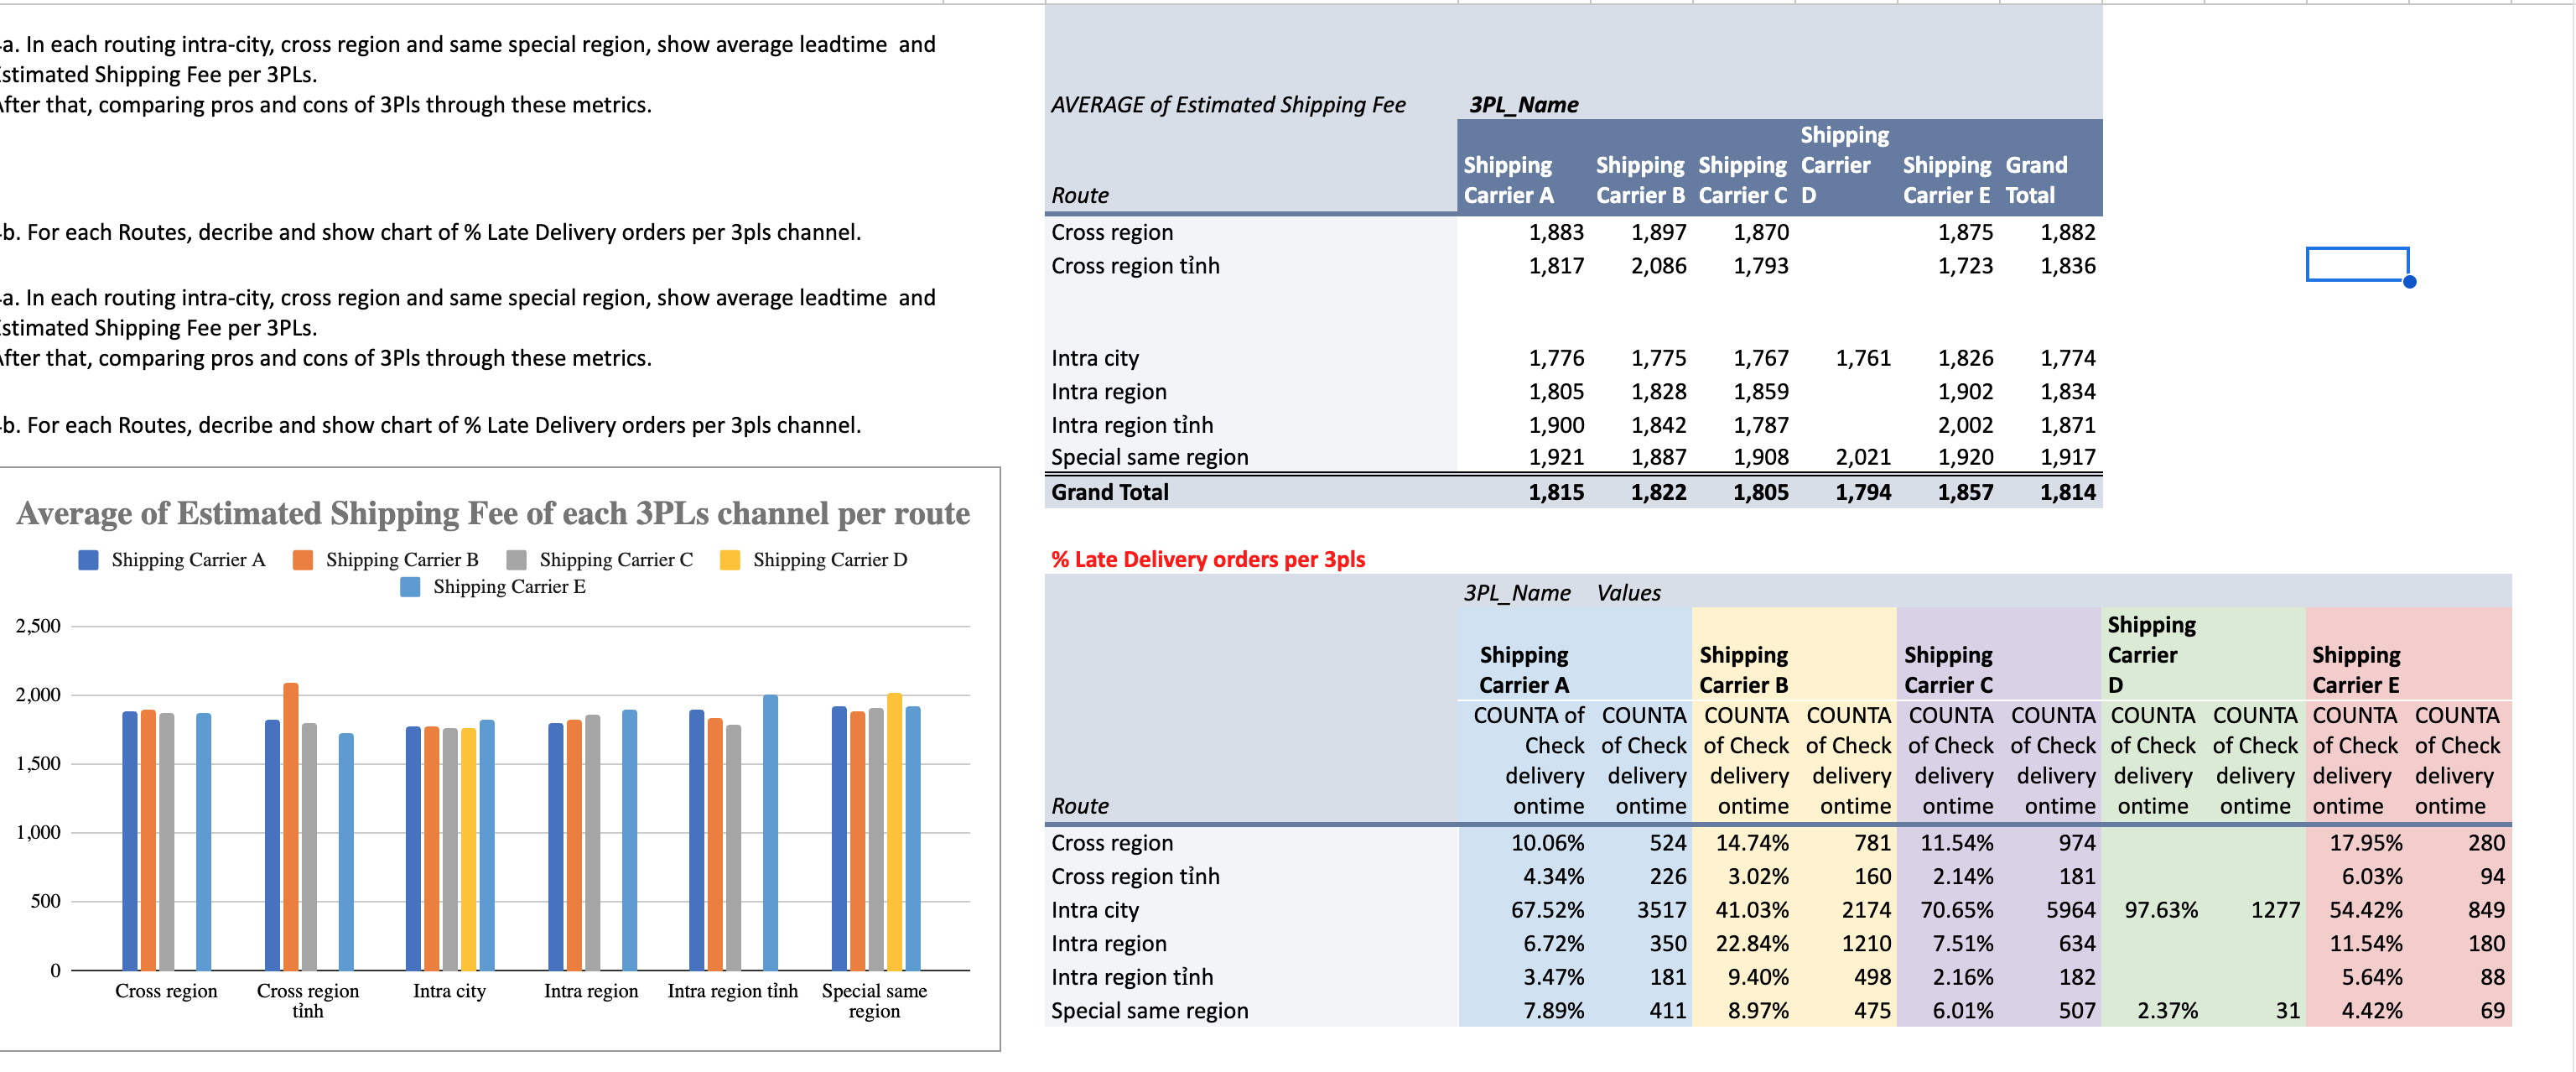 a. In each routing intra-city, cross region and same special region, show average leadtime and
stimated Shipping Fee per 3PLs.
fter that, comparing pros and cons of 3Pls through these metrics.
b. For each Routes, decribe and show chart of % Late Delivery orders per 3pls channel.
a. In each routing intra-city, cross region and same special region, show average leadtime and
stimated Shipping Fee per 3PLs.
fter that, comparing pros and cons of 3Pls through these metrics.
b. For each Routes, decribe and show chart of % Late Delivery orders per 3pls channel.
Average of Estimated Shipping Fee of each 3PLs channel per route
Shipping Carrier A Shipping Carrier B Shipping Carrier C Shipping Carrier D
Shipping Carrier E
2,500
2,000
1,500
1,000
500
0
Cross region Cross region Intra city Intra region Intra region tỉnh Special same
tỉnh region
AVERAGE of Estimated Shipping Fee 3PL_Name
Shipping
Shipping Shipping Shipping Carrier Shipping Grand
Route Carrier A Carrier B Carrier C D Carrier E Total
Cross region 1,883 1,897 1,870 1,875 1,882
Cross region tỉnh 1,817 2,086 1,793 1,723 1,836
Intra city 1,776 1,775 1,767 1,761 1,826 1,774
Intra region 1,805 1,828 1,859 1,902 1,834
Intra region tỉnh 1,900 1,842 1,787 2,002 1,871
Special same region 1,921 1,887 1,908 2,021 1,920 1,917
Grand Total 1,815 1,822 1,805 1,794 1,857 1,814
% Late Delivery orders per 3pls
3PL_Name Values
Shipping
Shipping Shipping Shipping Carrier Shipping
Carrier A Carrier B Carrier C D Carrier E
COUNTA of COUNTA COUNTA COUNTA COUNTA COUNTA COUNTA COUNTA COUNTA COUNTA
Check of Check of Check of Check of Check of Check of Check of Check of Check of Check
delivery delivery delivery delivery delivery delivery delivery delivery delivery delivery
Route ontime ontime ontime ontime ontime ontime ontime ontime ontime ontime
Cross region 10.06% 524 14.74% 781 11.54% 974 17.95% 280
Cross region tỉnh 4.34% 226 3.02% 160 2.14% 181 6.03% 94
Intra city 67.52% 3517 41.03% 2174 70.65% 5964 97.63% 1277 54.42% 849
Intra region 6.72% 350 22.84% 1210 7.51% 634 11.54% 180
Intra region tỉnh 3.47% 181 9.40% 498 2.16% 182 5.64% 88
Special same region 7.89% 411 8.97% 475 6.01% 507 2.37% 31 4.42% 69